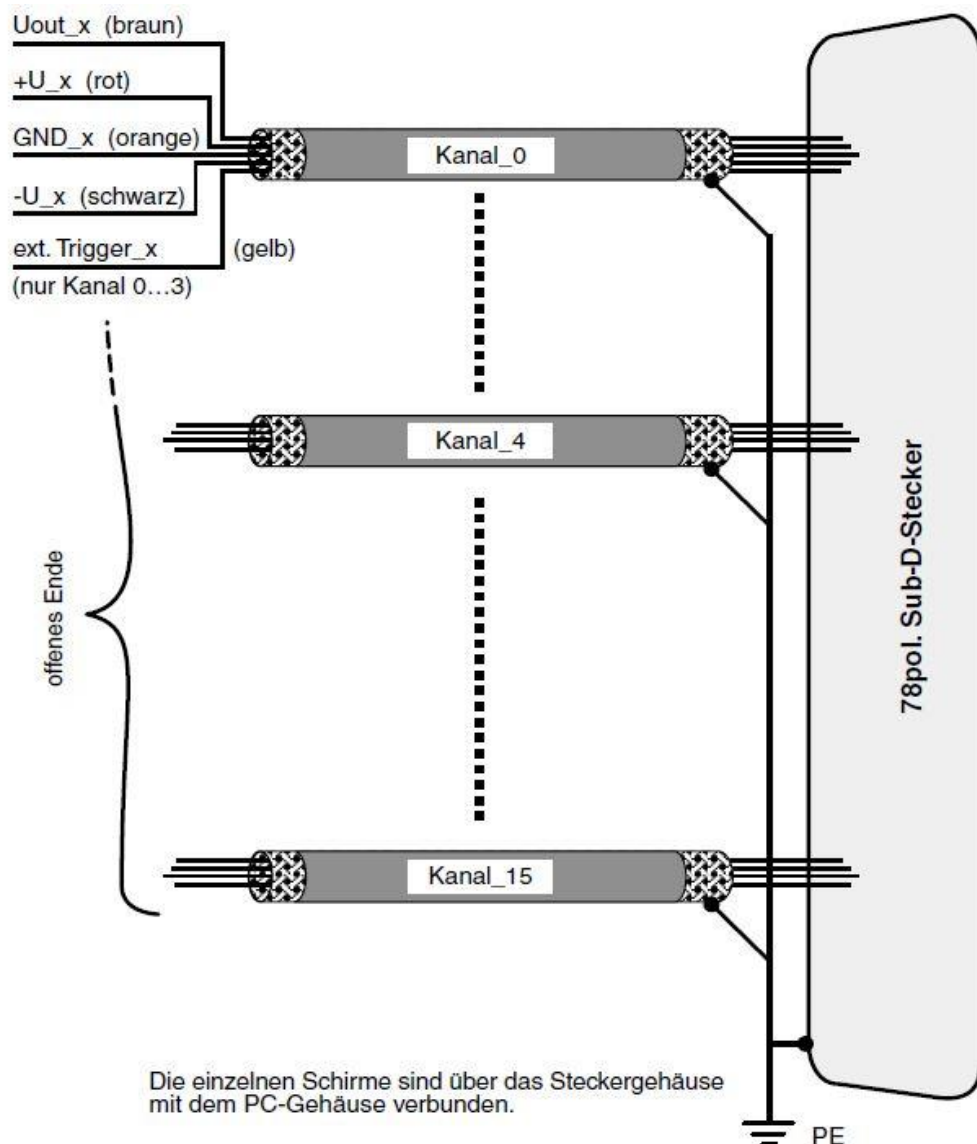 Uout_x (braun)
+U_x (rot)
GND_x (orange)
-U_x (schwarz)
ext. Trigger_x (gelb)
(nur Kanal 0...3)
Kanal_0
Kanal_4
Kanal_15
offenes Ende
78pol. Sub-D-Stecker
Die einzelnen Schirme sind über das Steckergehäuse
mit dem PC-Gehäuse verbunden.
PE